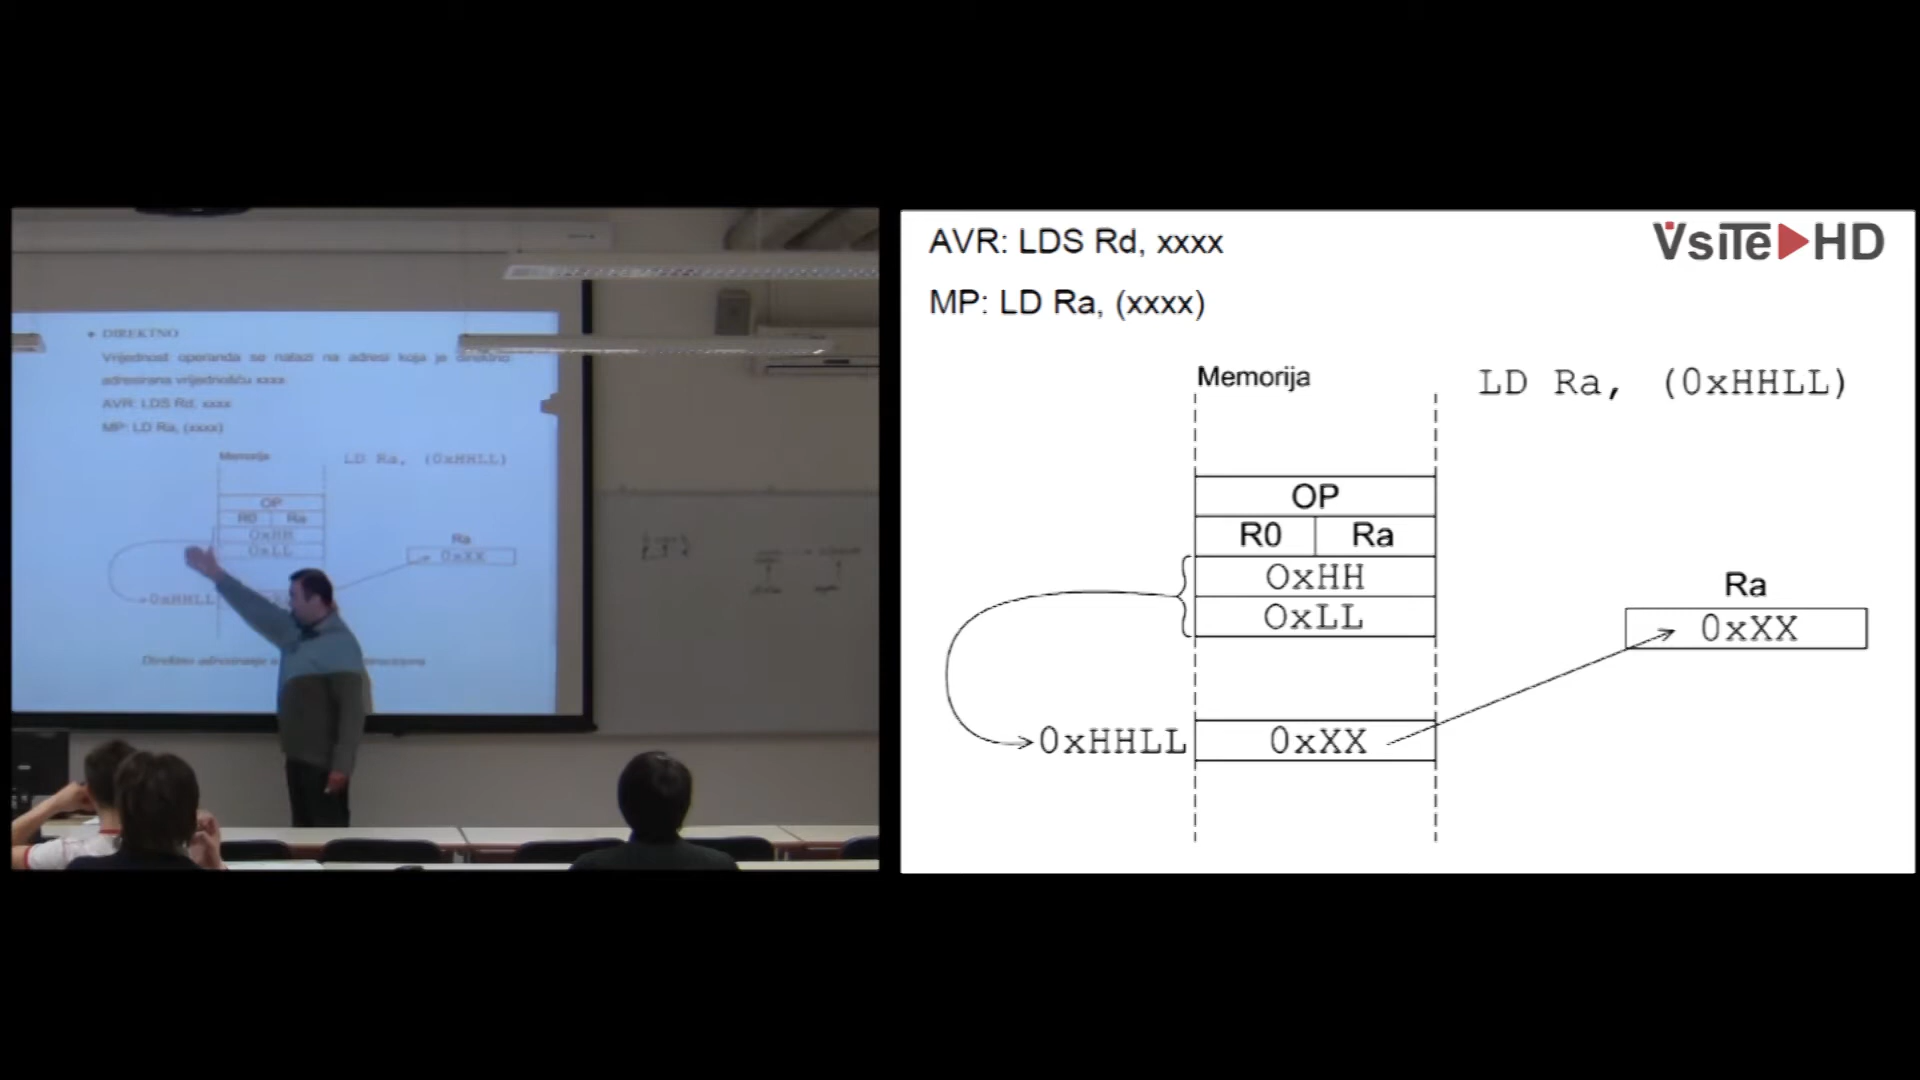 • DIREKTNO
Vrijednost operanda se nalazi na adresi koja je direktno
adresirana vrijednošću xxxx
AVR: LDS Rd, xxxx
MP: LD Ra, (xxxx)
Memorija
LD Ra, (0xHHLL)
OP
R0 Ra
0xHH
0xLL
Ra
0xXX
0xHHLL
Direktno adresiranje
VsiTe HD
AVR: LDS Rd, xxxx
MP: LD Ra, (xxxx)
Memorija
LD Ra, (0xHHLL)
OP
R0 Ra
0xHH
0xLL
Ra
0xXX
0xHHLL 0xXX